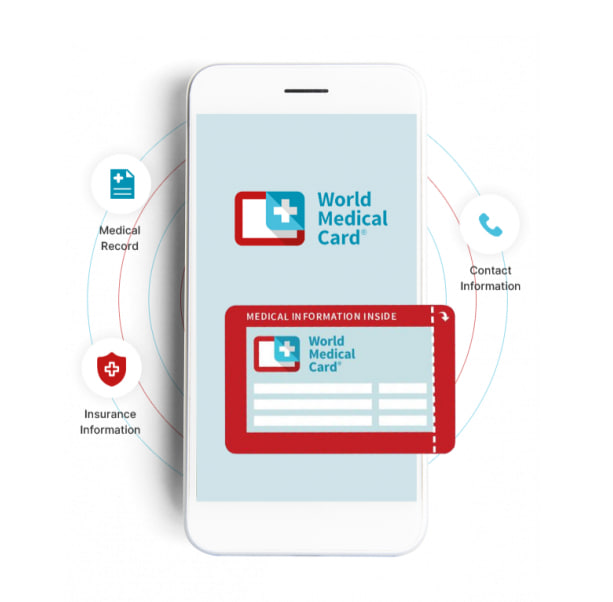 World
Medical
Card®
Medical
Record
Contact
Information
MEDICAL INFORMATION INSIDE
World
Medical
Card®
Insurance
Information